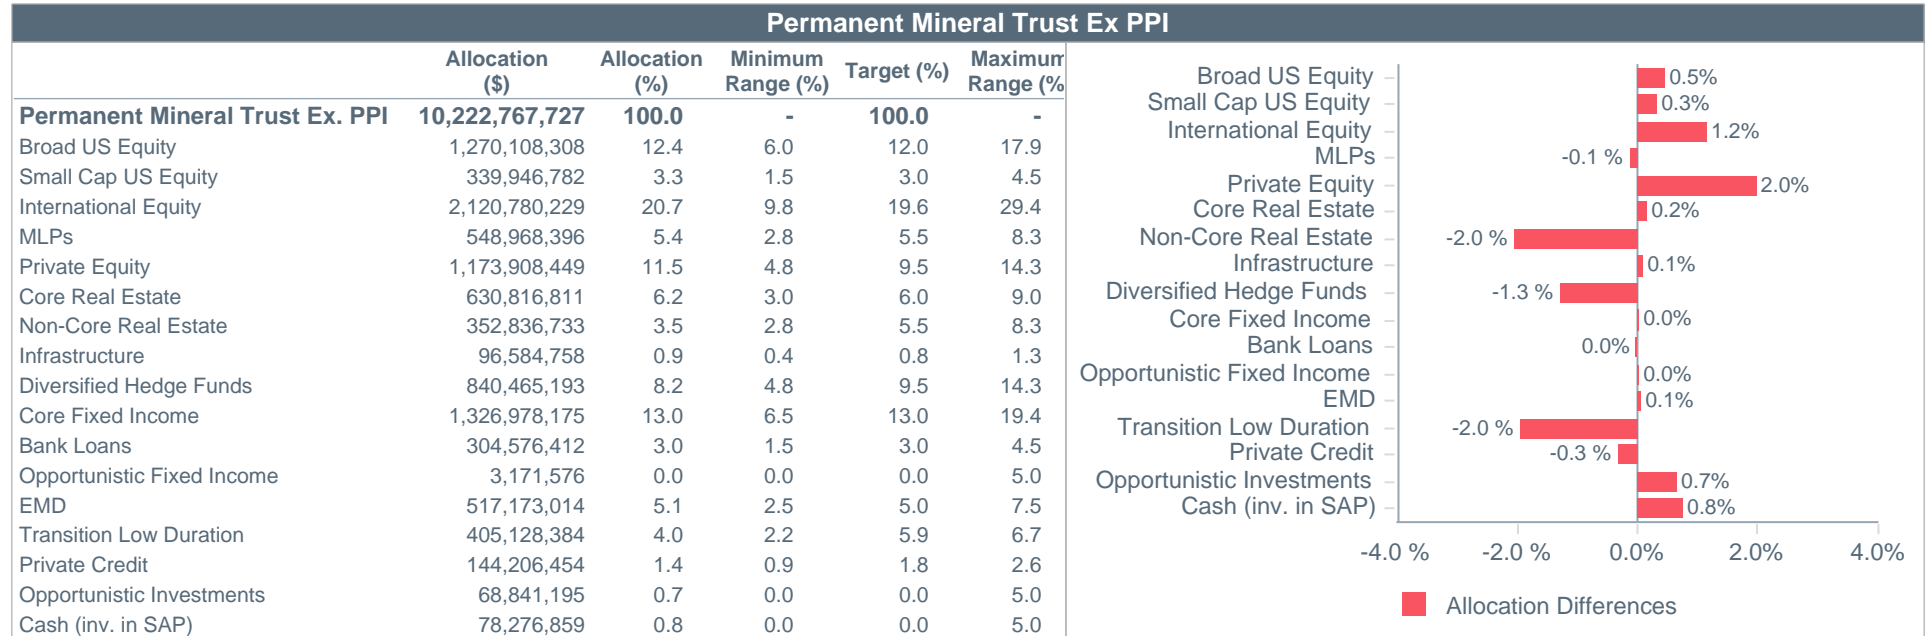 Permanent Mineral Trust Ex PPI
Allocation ($) Allocation (%) Minimum Range (%) Target (%) Maximum Range (%
Permanent Mineral Trust Ex. PPI 10,222,767,727 100.0 - 100.0 -
Broad US Equity 1,270,108,308 12.4 6.0 12.0 17.9
Small Cap US Equity 339,946,782 3.3 1.5 3.0 4.5
International Equity 2,120,780,229 20.7 9.8 19.6 29.4
MLPs 548,968,396 5.4 2.8 5.5 8.3
Private Equity 1,173,908,449 11.5 4.8 9.5 14.3
Core Real Estate 630,816,811 6.2 3.0 6.0 9.0
Non-Core Real Estate 352,836,733 3.5 2.8 5.5 8.3
Infrastructure 96,584,758 0.9 0.4 0.8 1.3
Diversified Hedge Funds 840,465,193 8.2 4.8 9.5 14.3
Core Fixed Income 1,326,978,175 13.0 6.5 13.0 19.4
Bank Loans 304,576,412 3.0 1.5 3.0 4.5
Opportunistic Fixed Income 3,171,576 0.0 0.0 0.0 5.0
EMD 517,173,014 5.1 2.5 5.0 7.5
Transition Low Duration 405,128,384 4.0 2.2 5.9 6.7
Private Credit 144,206,454 1.4 0.9 1.8 2.6
Opportunistic Investments 68,841,195 0.7 0.0 0.0 5.0
Cash (inv. in SAP) 78,276,859 0.8 0.0 0.0 5.0
Broad US Equity 0.5%
Small Cap US Equity 0.3%
International Equity 1.2%
MLPs -0.1 %
Private Equity 2.0%
Core Real Estate 0.2%
Non-Core Real Estate -2.0 %
Infrastructure 0.1%
Diversified Hedge Funds -1.3 %
Core Fixed Income 0.0%
Bank Loans 0.0%
Opportunistic Fixed Income 0.0%
EMD 0.1%
Transition Low Duration -2.0 %
Private Credit -0.3 %
Opportunistic Investments 0.7%
Cash (inv. in SAP) 0.8%
-4.0 % -2.0 % 0.0% 2.0% 4.0%
Allocation Differences